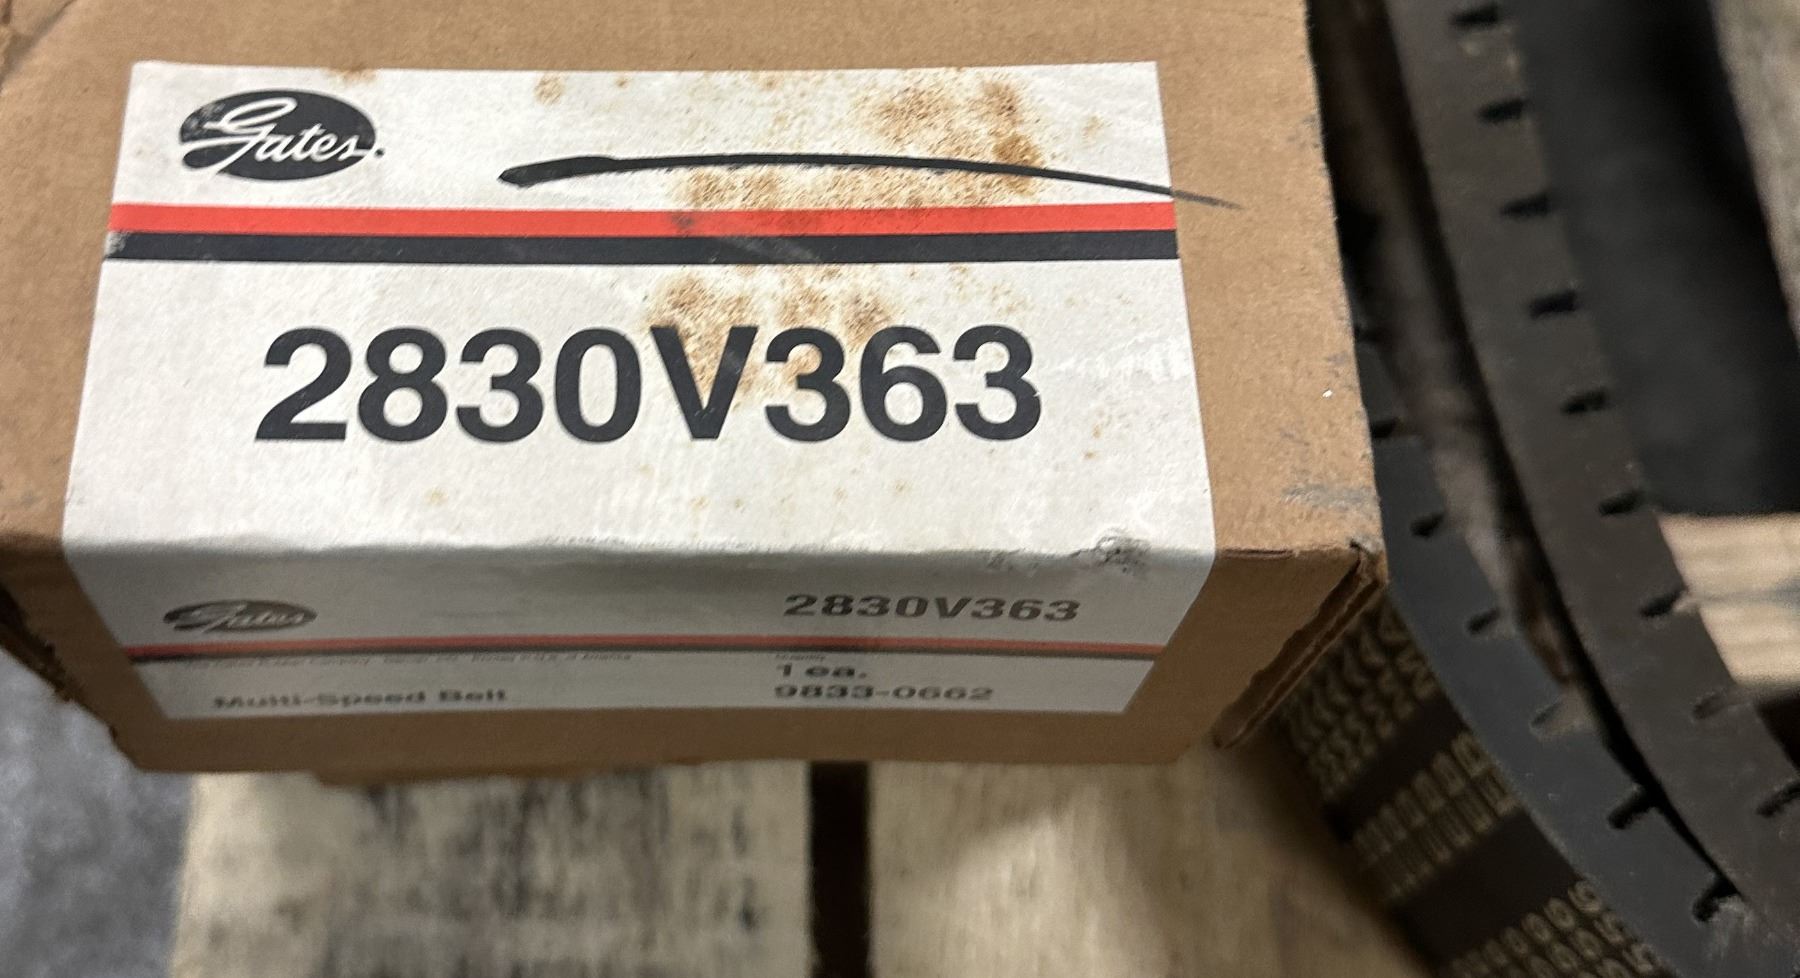 Gates
2830V363
Gates
2830V363
1 ea.
Multi-Speed Belt
9833-0662